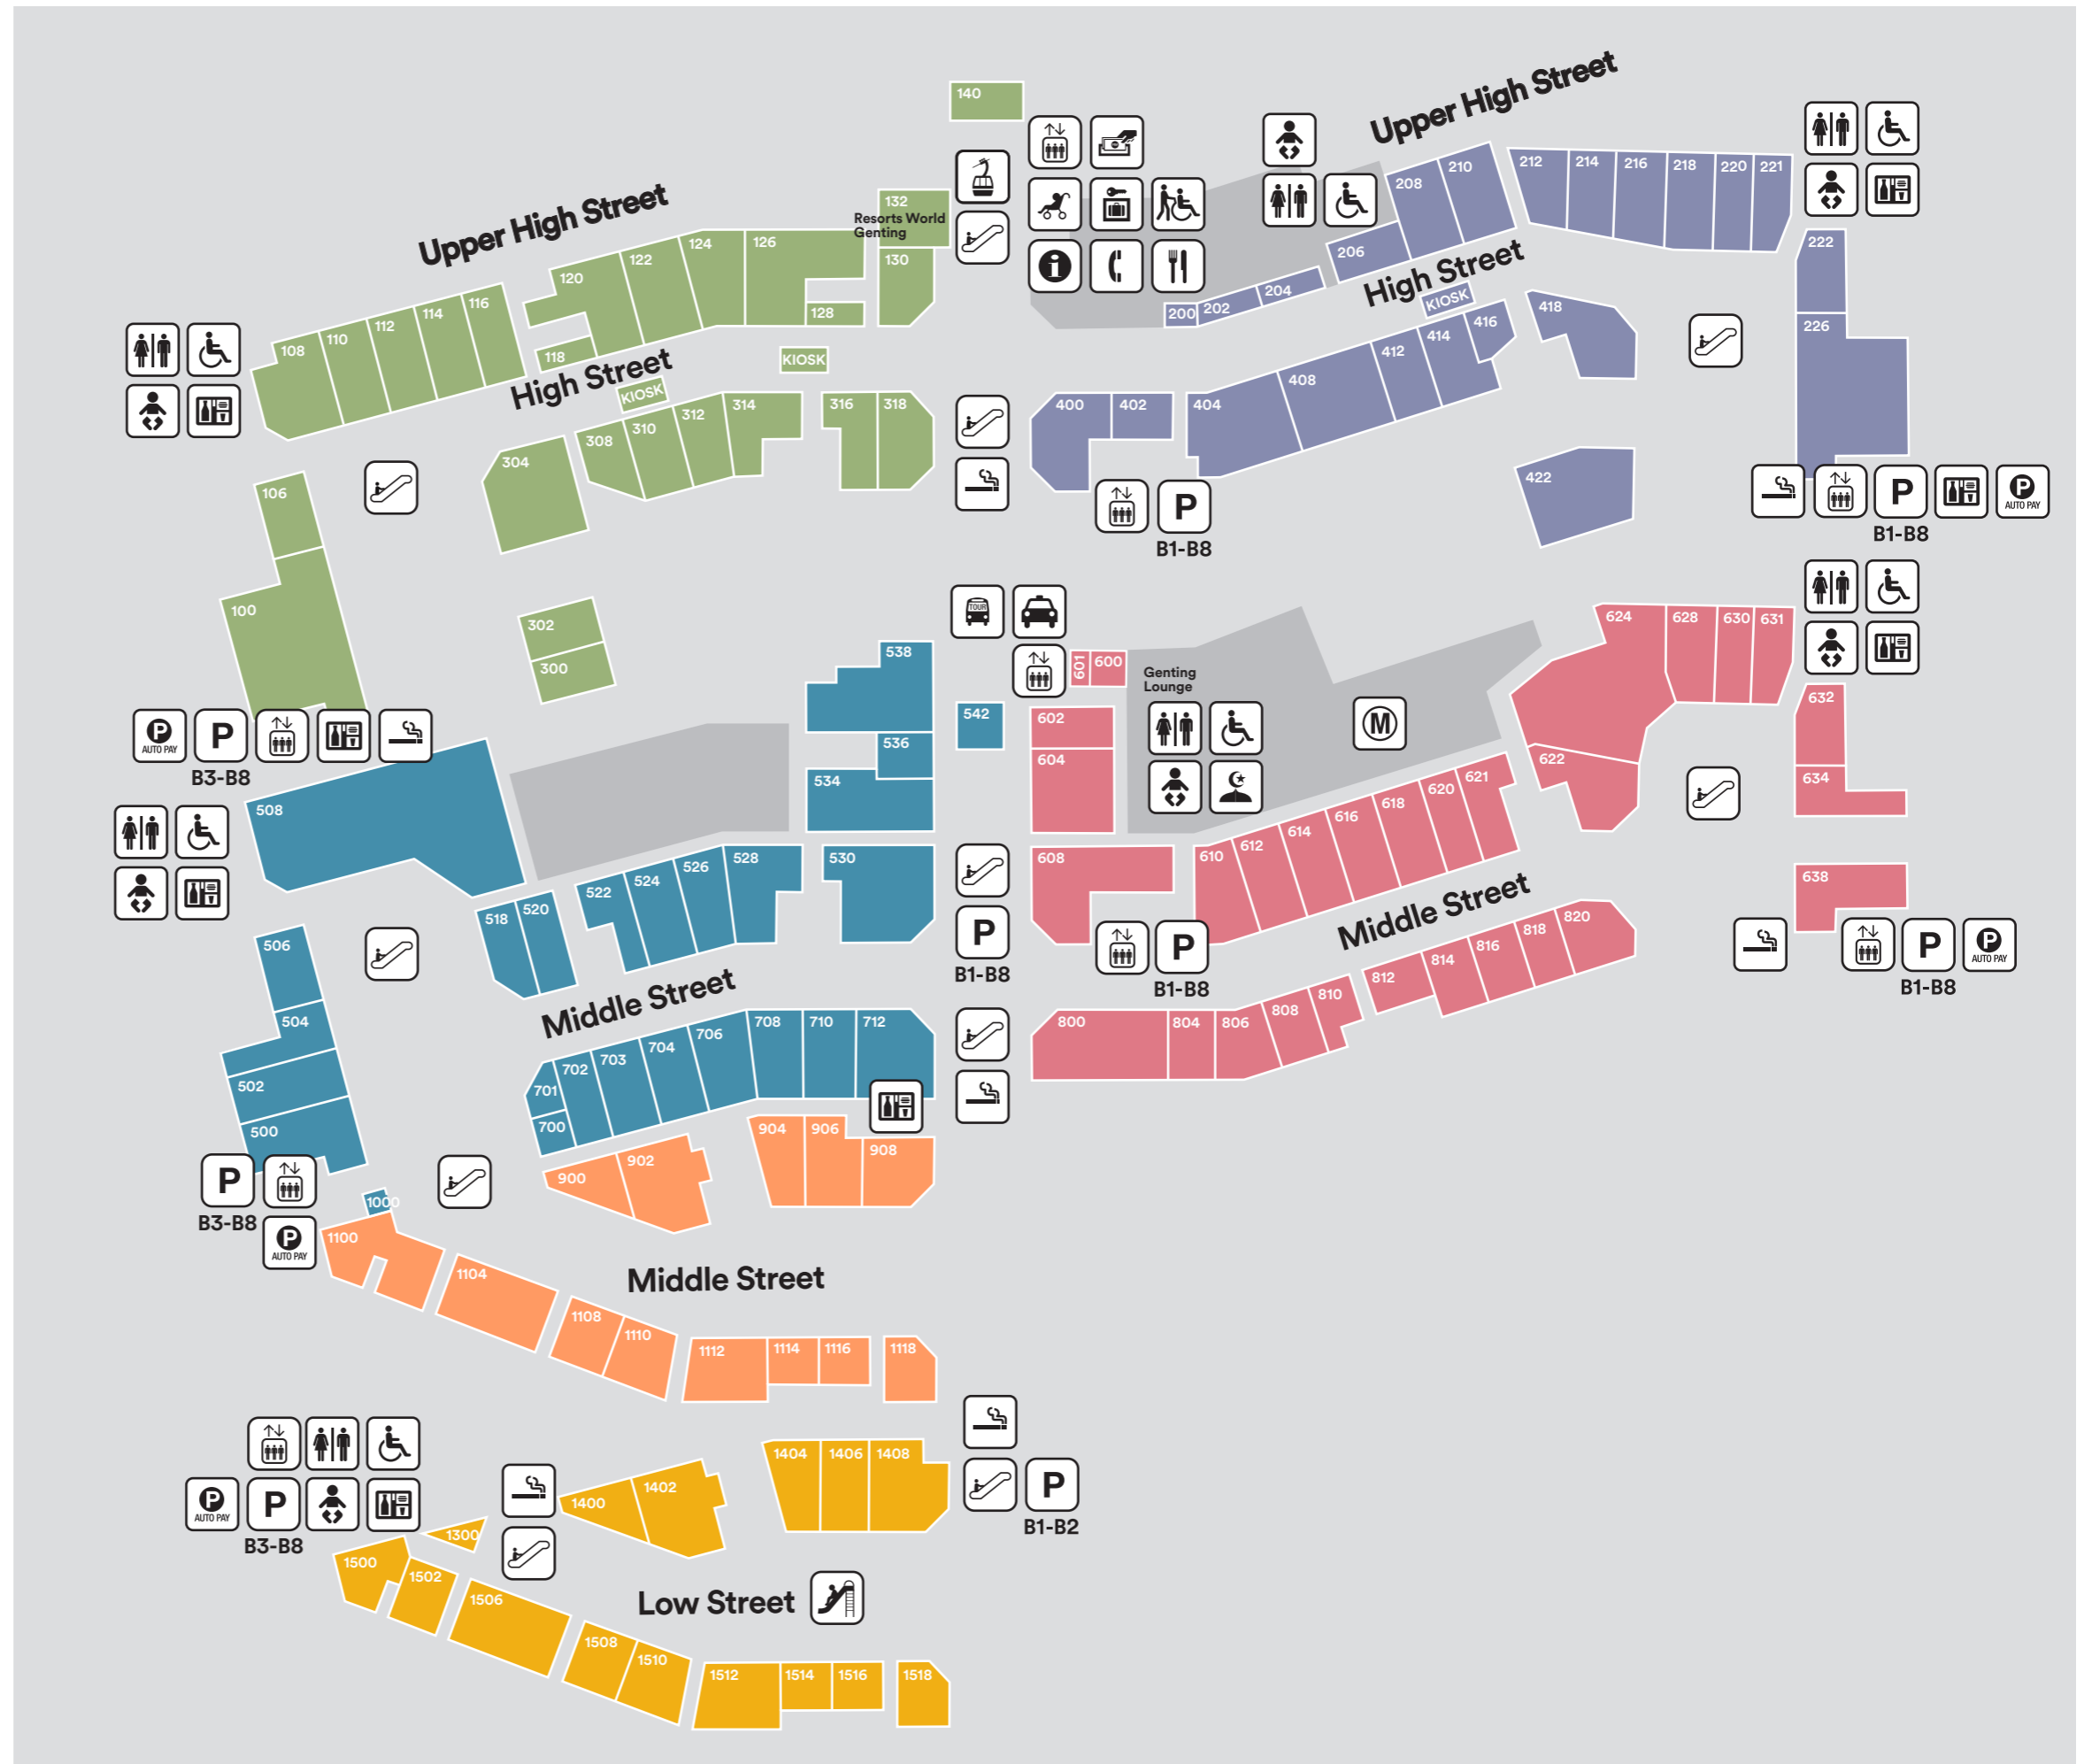 140
Upper High Street
Upper High Street
212
214
216
218
220
221
210
208
206
132
Resorts World
Genting
130
124
126
122
120
128
116
114
112
110
108
118
High Street
KIOSK
KIOSK
High Street
KIOSK
200
202
204
222
226
418
416
414
412
408
404
402
400
422
304
308
310
312
314
316
318
106
100
302
300
B1-B8
B1-B8
TOUR
601
600
Genting
Lounge
M
602
604
608
624
628
630
631
632
634
638
622
621
620
618
616
614
612
610
538
542
536
534
530
528
526
524
522
520
518
AUTO PAY
P
B3-B8
508
506
504
502
500
P
AUTO PAY
P
P
B1-B8
P
B1-B8
P
AUTO PAY
B1-B8
P
P
AUTO PAY
Middle Street
Middle Street
820
818
816
814
812
810
808
806
804
800
701
700
702
703
704
706
708
710
712
900
902
904
906
908
P
B3-B8
P
AUTO PAY
1000
1100
1104
1108
1110
1112
1114
1116
1118
Middle Street
1404
1406
1408
1402
1400
P
B1-B2
P
AUTO PAY
P
B3-B8
1300
1500
1502
1506
1508
1510
1512
1514
1516
1518
Low Street